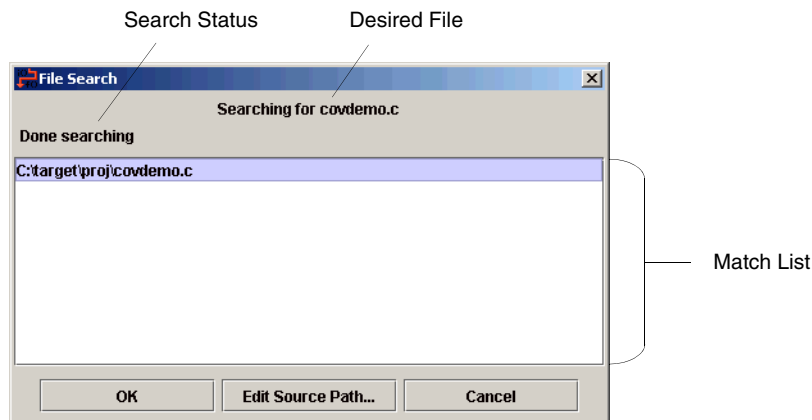 Search Status
Desired File
File Search
Searching for covdemo.c
Done searching
C:\target\proj\covdemo.c
Match List
OK
Edit Source Path...
Cancel